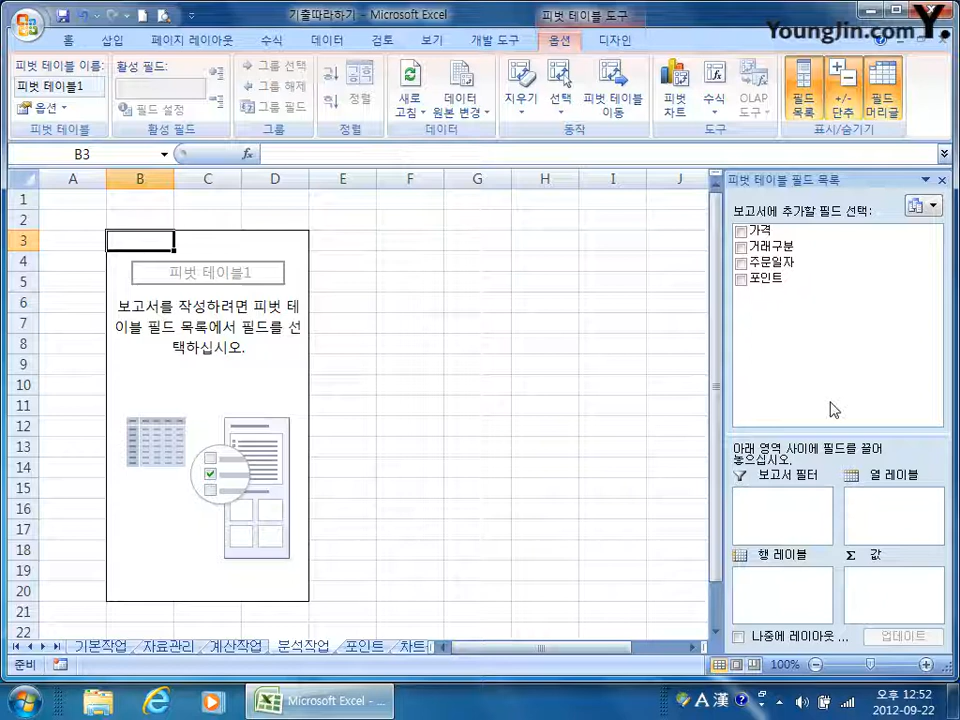 기출따라하기 - Microsoft Excel
피벗 테이블 도구
YoungJin.com Y.
홈 삽입 페이지 레이아웃 수식 데이터 검토 보기 개발 도구 옵션 디자인
피벗 테이블 이름:
피벗 테이블1
옵션
피벗 테이블
활성 필드:
필드 설정
활성 필드
그룹 선택
그룹 해제
그룹 필드
그룹
정렬
정렬
새로 고침
데이터 원본 변경
데이터
지우기
선택
피벗 테이블 이동
동작
피벗 차트
수식
OLAP 도구
도구
필드 목록
+/- 단추
필드 머리글
표시/숨기기
B3
fx
A B C D E F G H I J
1
2
3
4
5
6
7
8
9
10
11
12
13
14
15
16
17
18
19
20
21
22
피벗 테이블1
보고서를 작성하려면 피벗 테
이블 필드 목록에서 필드를 선
택하십시오.
피벗 테이블 필드 목록
보고서에 추가할 필드 선택:
가격
거래구분
주문일자
포인트
아래 영역 사이에 필드를 끌어
놓으십시오.
보고서 필터
열 레이블
행 레이블
Σ 값
나중에 레이아웃 ...
업데이트
기본작업 자료관리 계산작업 분석작업 포인트 차트
준비
100%
Microsoft Excel - ...
A 漢
오후 12:52
2012-09-22